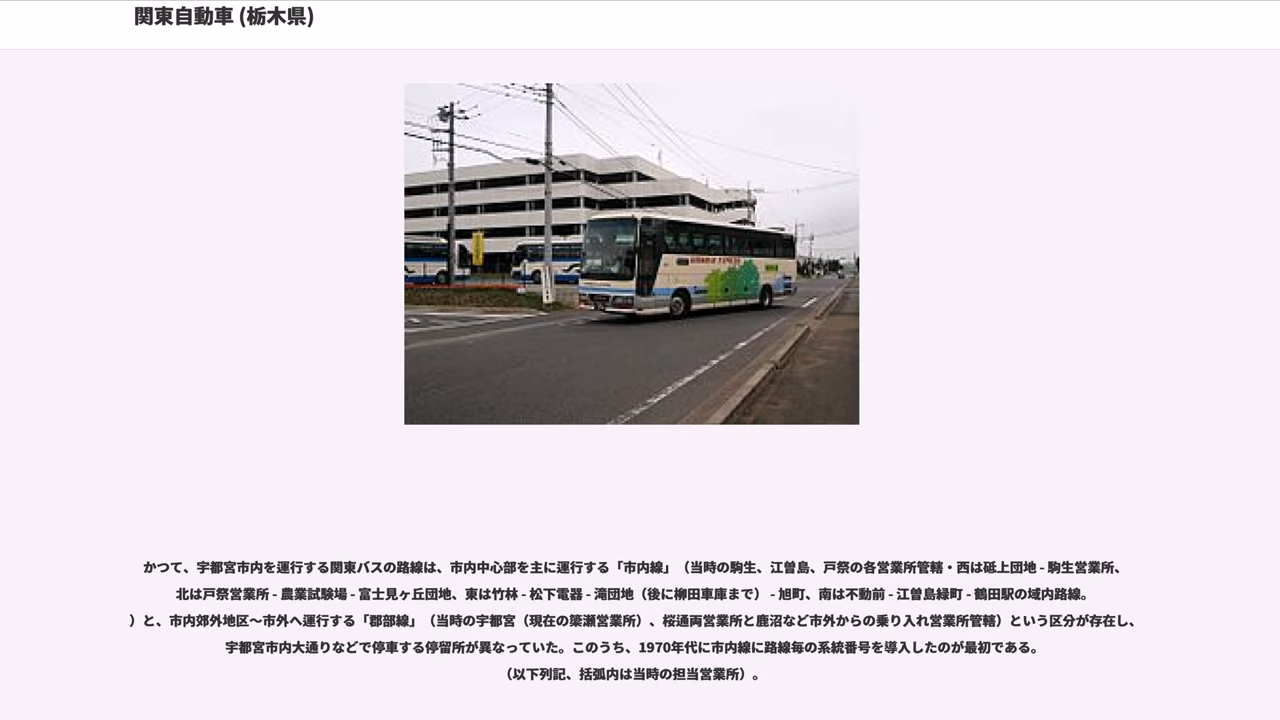 関東自動車 (栃木県)
かつて、宇都宮市内を運行する関東バスの路線は、市内中心部を主に運行する「市内線」（当時の駒生、江曽島、戸祭の各営業所管轄・西は砥上団地 - 駒生営業所、
北は戸祭営業所 - 農業試験場 - 富士見ヶ丘団地、東は竹林 - 松下電器 - 滝団地（後に柳田車庫まで） - 旭町、南は不動前 - 江曽島緑町 - 鶴田駅の域内路線。
）と、市内郊外地区～市外へ運行する「郡部線」（当時の宇都宮（現在の簗瀬営業所）、桜通両営業所と鹿沼など市外からの乗り入れ営業所管轄）という区分が存在し、
宇都宮市内大通りなどで停車する停留所が異なっていた。このうち、1970年代に市内線に路線毎の系統番号を導入したのが最初である。
（以下列記、括弧内は当時の担当営業所）。